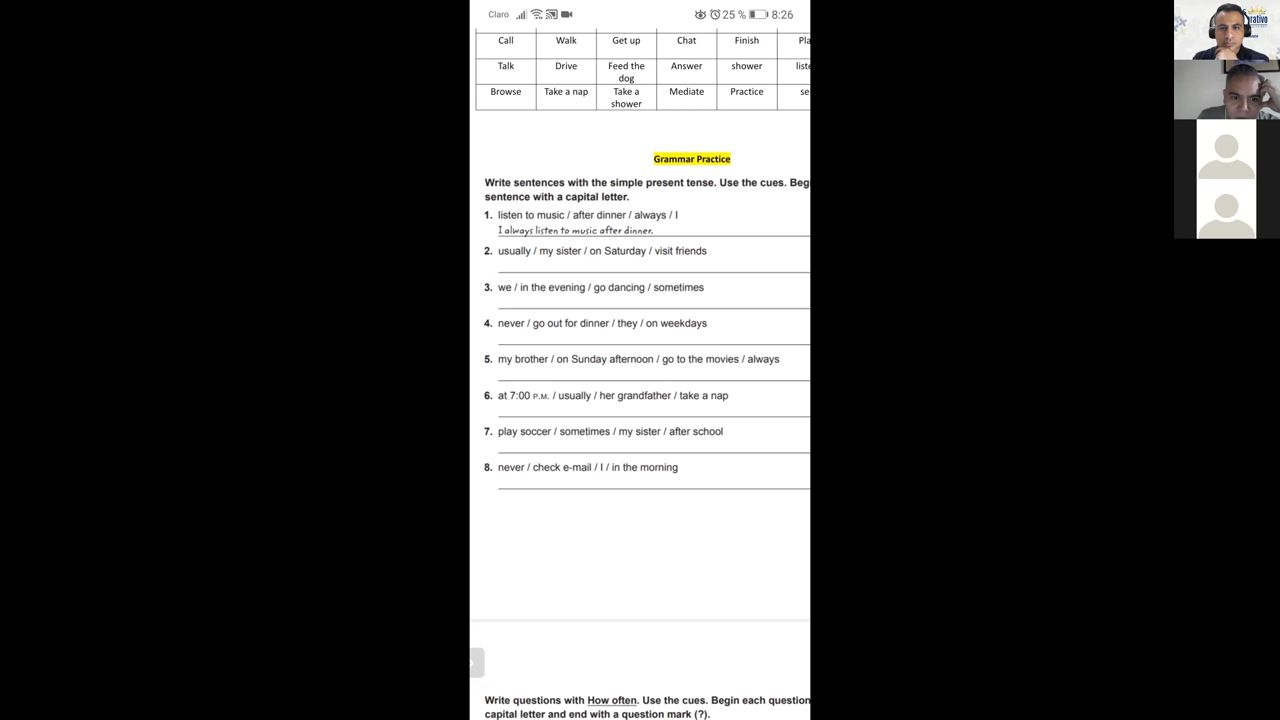 Claro 25 % 8:26
Call Walk Get up Chat Finish
Talk Drive Feed the dog Answer shower
Browse Take a nap Take a shower Mediate Practice
Grammar Practice
Write sentences with the simple present tense. Use the cues.
sentence with a capital letter.
1. listen to music / after dinner / always / I
I always listen to music after dinner.
2. usually / my sister / on Saturday / visit friends
3. we / in the evening / go dancing / sometimes
4. never / go out for dinner / they / on weekdays
5. my brother / on Sunday afternoon / go to the movies / always
6. at 7:00 P.M. / usually / her grandfather / take a nap
7. play soccer / sometimes / my sister / after school
8. never / check e-mail / I / in the morning
Write questions with How often. Use the cues. Begin each question
capital letter and end with a question mark (?).